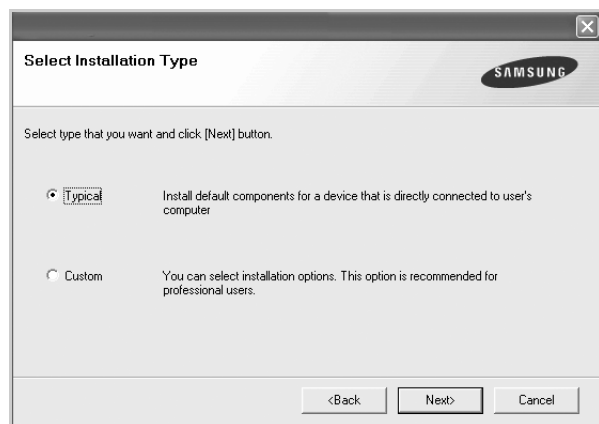 Select Installation Type
SAMSUNG
Select type that you want and click [Next] button.
Typical
Install default components for a device that is directly connected to user's
computer
Custom
You can select installation options. This option is recommended for
professional users.
<Back
Next>
Cancel